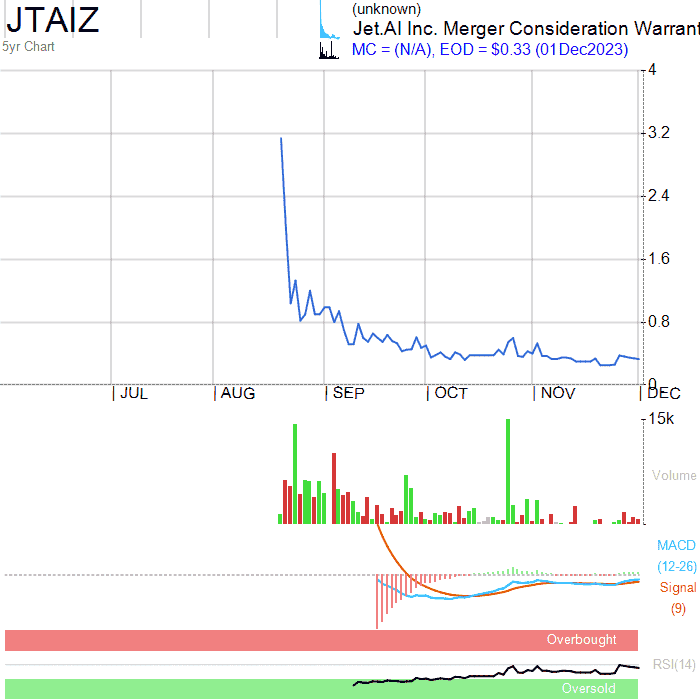 JTAIZ
(unknown)
Jet.AI Inc. Merger Consideration Warrant
5yr Chart
MC = (N/A), EOD = $0.33 (01Dec2023)
4
3.2
2.4
1.6
0.8
0
JUL AUG SEP OCT NOV DEC
15k
Volume
MACD
(12-26)
Signal
(9)
Overbought
RSI(14)
Oversold